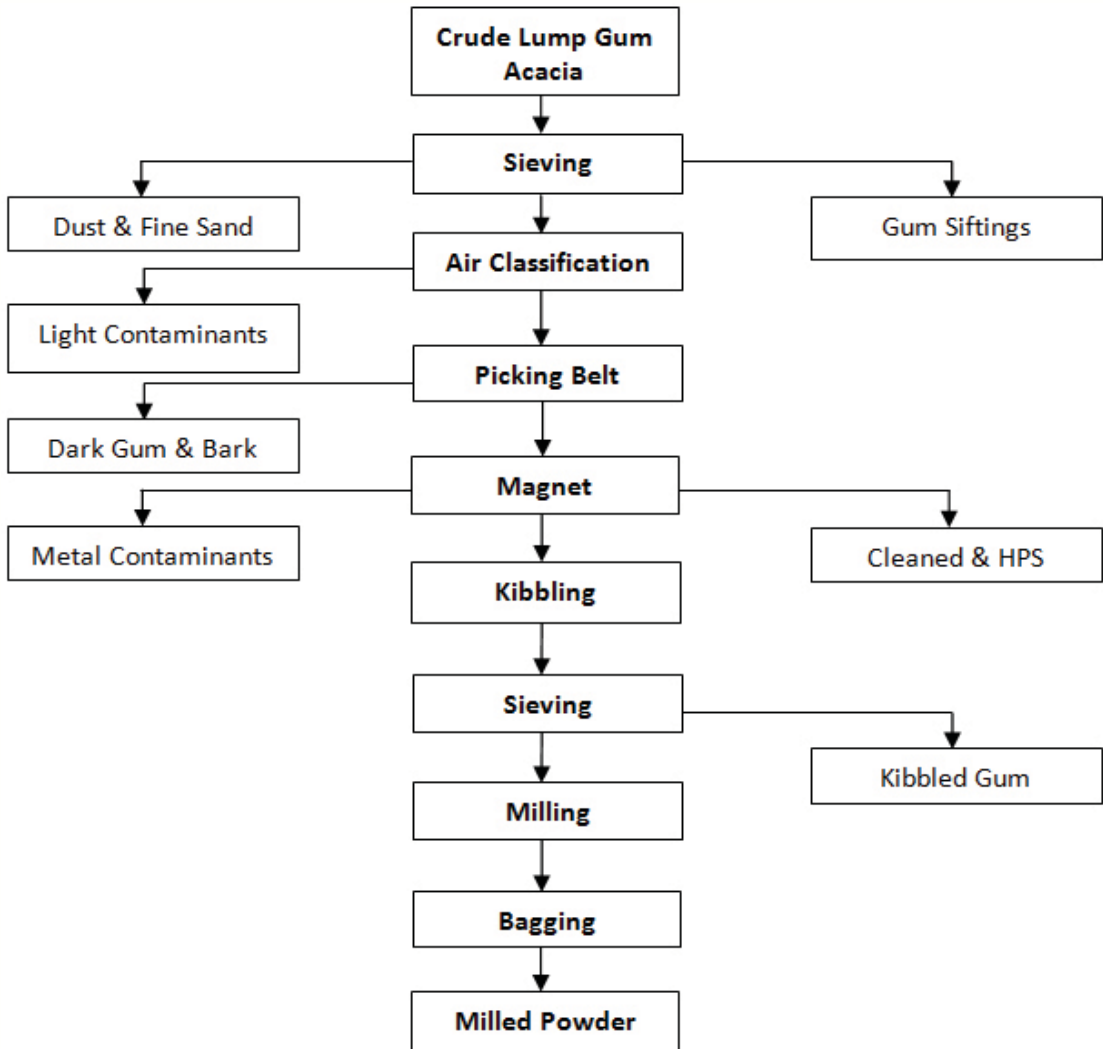 Crude Lump Gum
Acacia
Sieving
Dust & Fine Sand
Gum Siftings
Air Classification
Light Contaminants
Picking Belt
Dark Gum & Bark
Magnet
Metal Contaminants
Cleaned & HPS
Kibbling
Sieving
Kibbled Gum
Milling
Bagging
Milled Powder